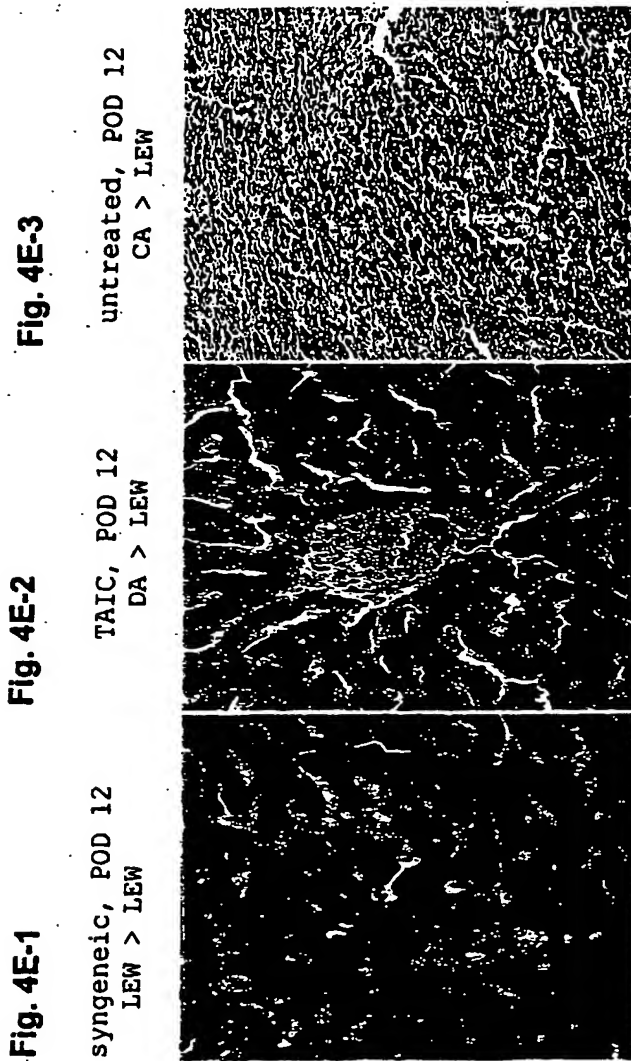 Fig. 4E-1
syngeneic, POD 12
LEW > LEW
Fig. 4E-2
TAIC, POD 12
DA > LEW
Fig. 4E-3
untreated, POD 12
CA > LEW